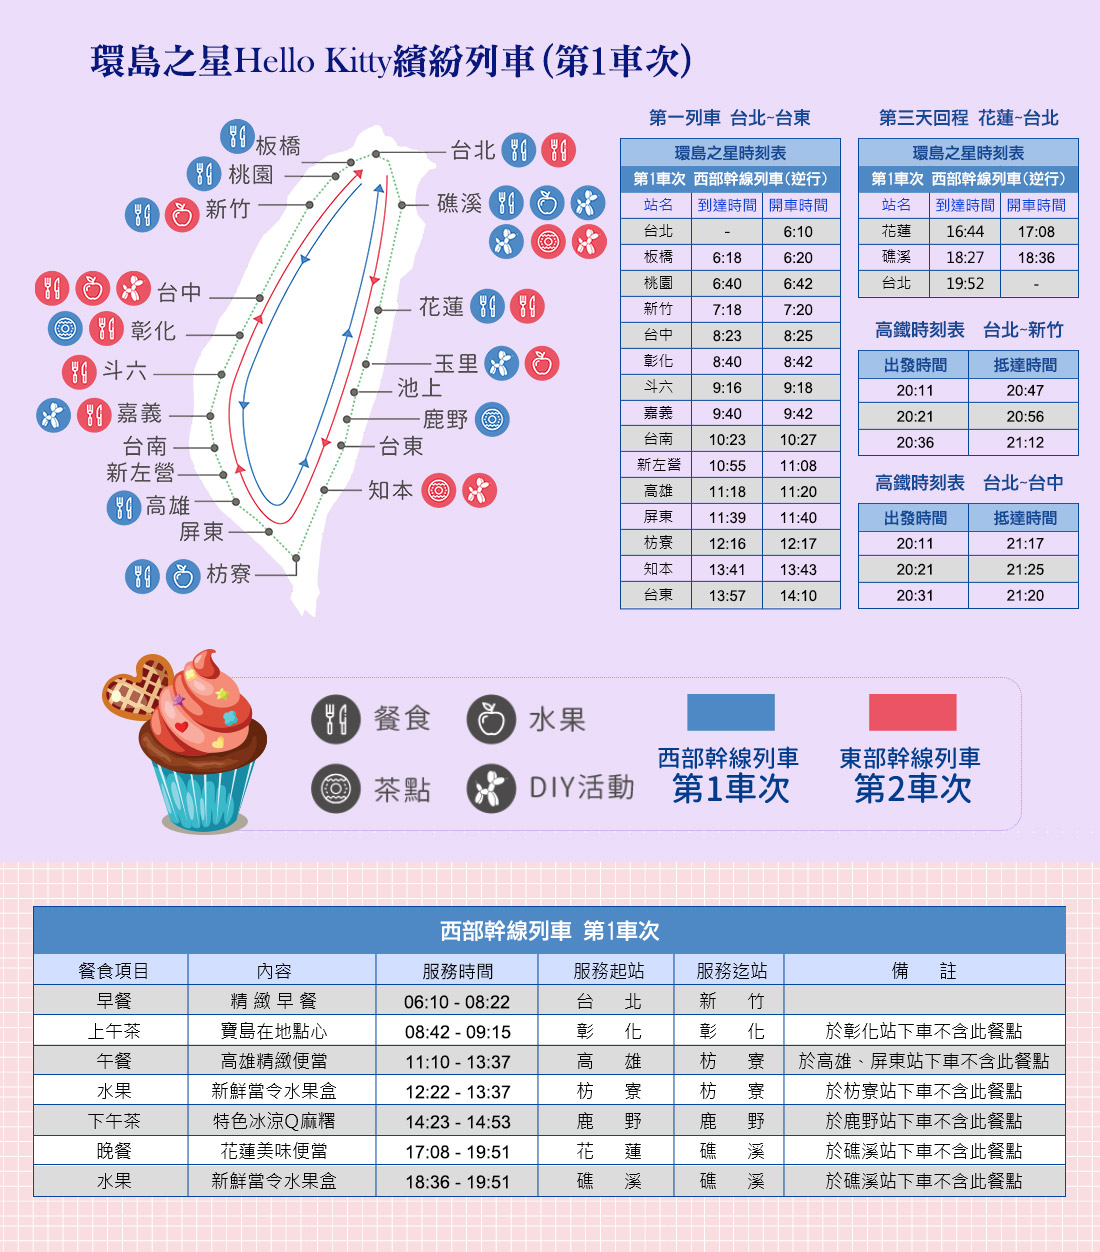 環島之星Hello Kitty繽紛列車(第1車次)
板橋
桃園
新竹
台中
彰化
斗六
嘉義
台南
新左營
高雄
屏東
枋寮
台北
礁溪
花蓮
玉里
池上
鹿野
台東
知本
第一列車 台北~台東
環島之星時刻表
第1車次 西部幹線列車(逆行)
站名 到達時間 開車時間
台北 - 6:10
板橋 6:18 6:20
桃園 6:40 6:42
新竹 7:18 7:20
台中 8:23 8:25
彰化 8:40 8:42
斗六 9:16 9:18
嘉義 9:40 9:42
台南 10:23 10:27
新左營 10:55 11:08
高雄 11:18 11:20
屏東 11:39 11:40
枋寮 12:16 12:17
知本 13:41 13:43
台東 13:57 14:10
第三天回程 花蓮~台北
環島之星時刻表
第1車次 西部幹線列車(逆行)
站名 到達時間 開車時間
花蓮 16:44 17:08
礁溪 18:27 18:36
台北 19:52 -
高鐵時刻表 台北~新竹
出發時間 抵達時間
20:11 20:47
20:21 20:56
20:36 21:12
高鐵時刻表 台北~台中
出發時間 抵達時間
20:11 21:17
20:21 21:25
20:31 21:20
餐食
水果
茶點
DIY活動
西部幹線列車
第1車次
東部幹線列車
第2車次
西部幹線列車 第1車次
餐食項目 內容 服務時間 服務起站 服務迄站 備 註
早餐 精緻早餐 06:10 - 08:22 台 北 新 竹
上午茶 寶島在地點心 08:42 - 09:15 彰 化 彰 化 於彰化站下車不含此餐點
午餐 高雄精緻便當 11:10 - 13:37 高 雄 枋 寮 於高雄、屏東站下車不含此餐點
水果 新鮮當令水果盒 12:22 - 13:37 枋 寮 枋 寮 於枋寮站下車不含此餐點
下午茶 特色冰涼Q麻糬 14:23 - 14:53 鹿 野 鹿 野 於鹿野站下車不含此餐點
晚餐 花蓮美味便當 17:08 - 19:51 花 蓮 礁 溪 於礁溪站下車不含此餐點
水果 新鮮當令水果盒 18:36 - 19:51 礁 溪 礁 溪 於礁溪站下車不含此餐點